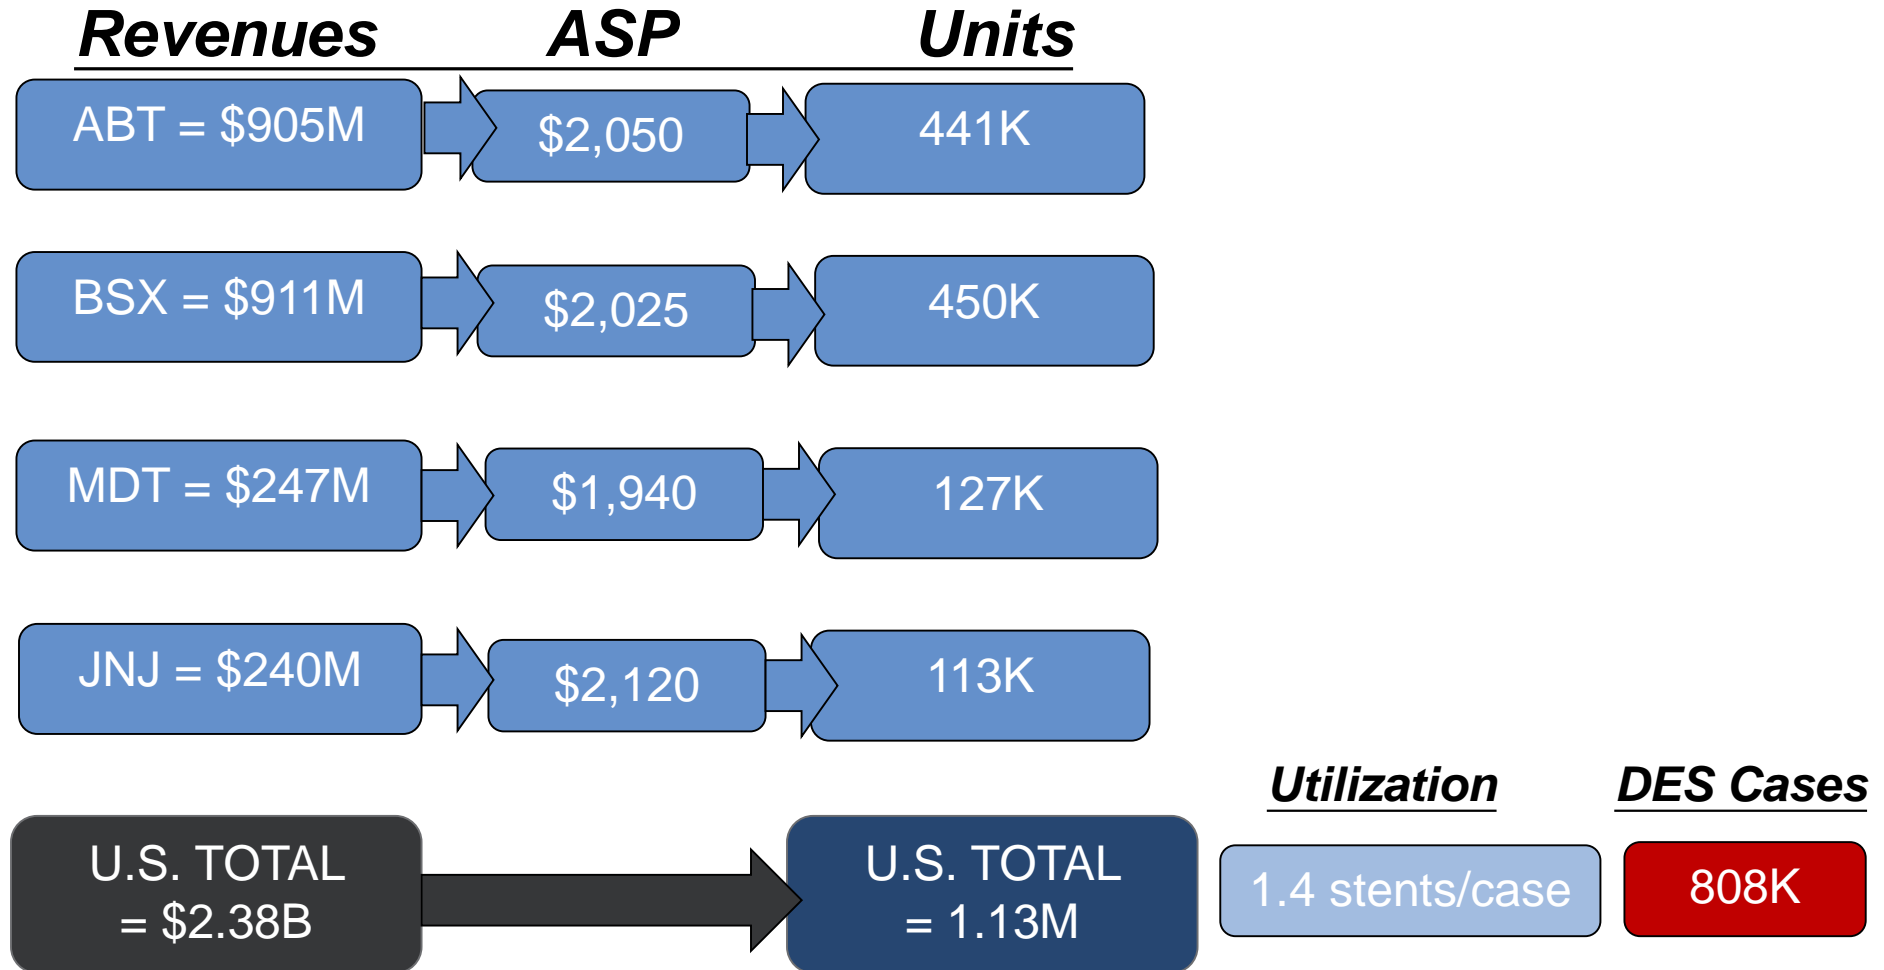 Revenues ASP Units
ABT = $905M $2,050 441K
BSX = $911M $2,025 450K
MDT = $247M $1,940 127K
JNJ = $240M $2,120 113K
Utilization DES Cases
U.S. TOTAL
= $2.38B
U.S. TOTAL
= 1.13M
1.4 stents/case
808K